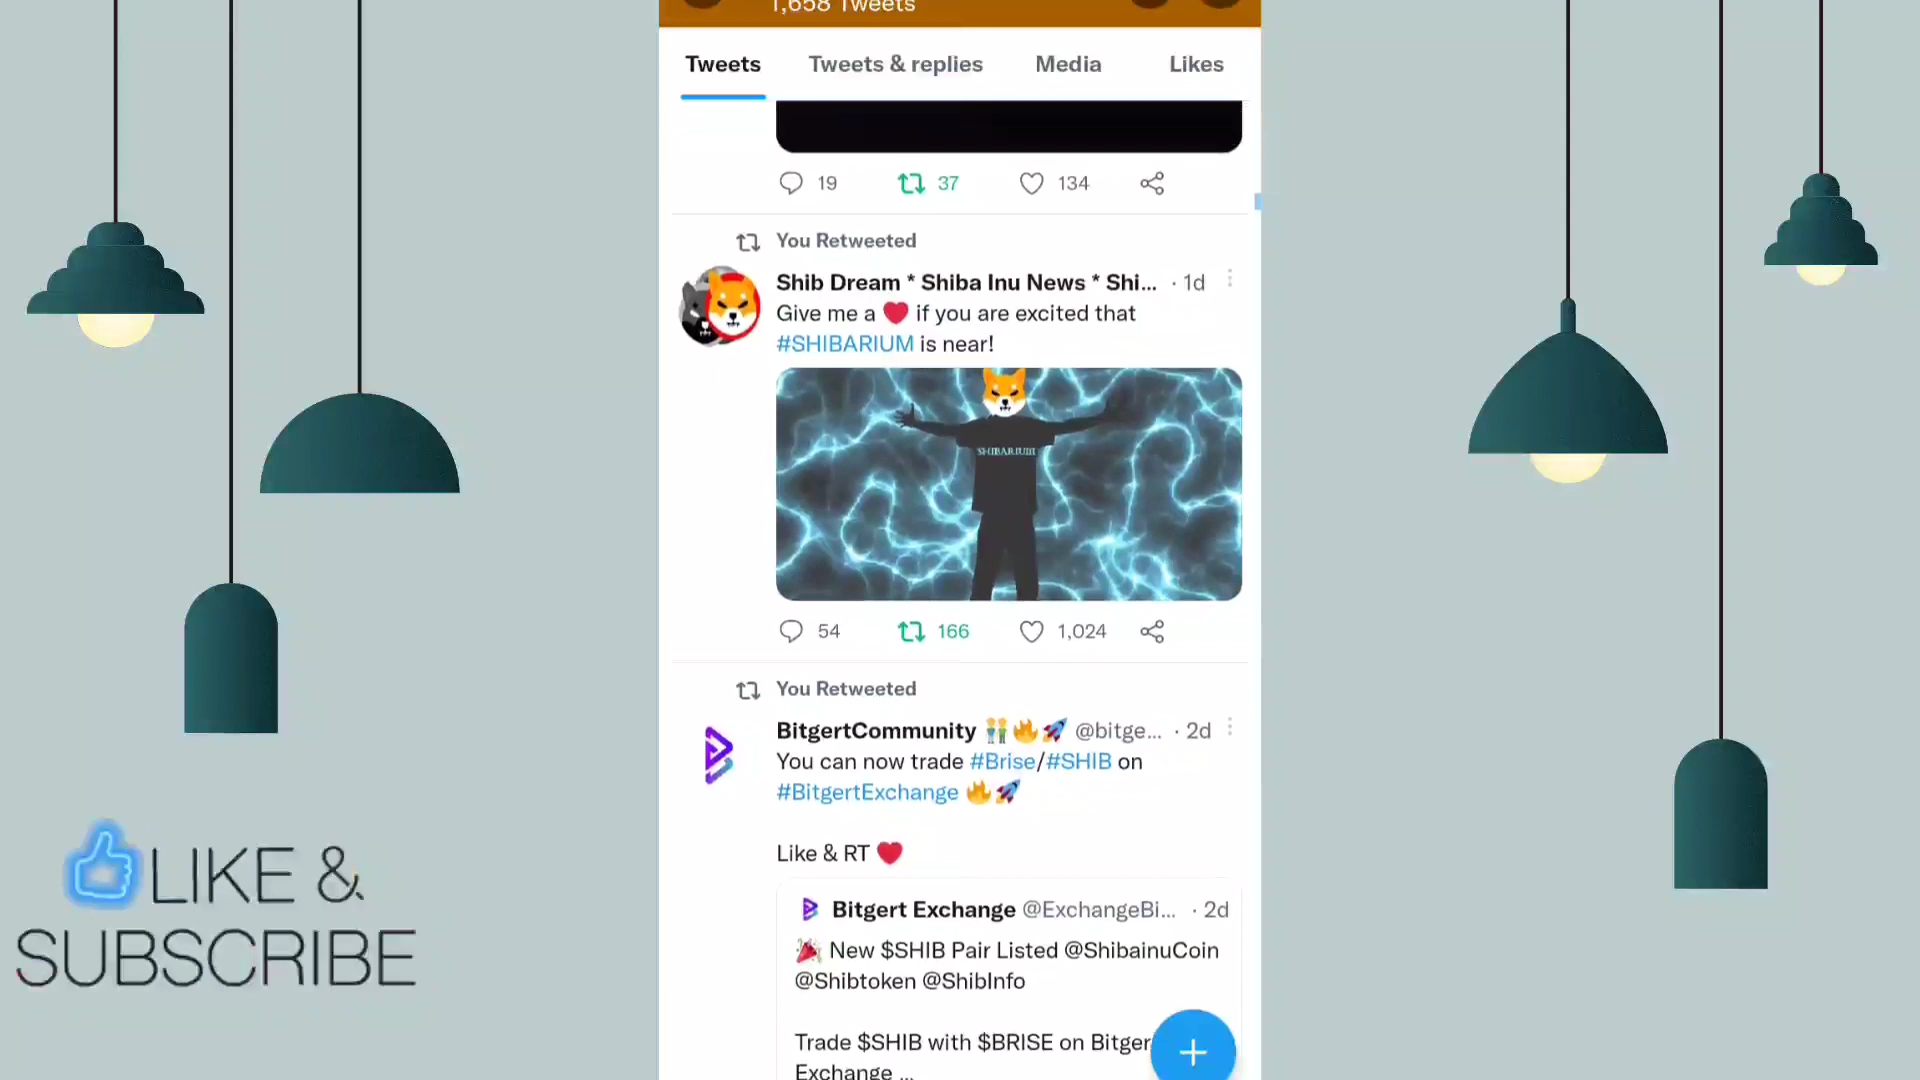 1,658 Tweets
Tweets Tweets & replies Media Likes
19 37 134
You Retweeted
Shib Dream * Shiba Inu News * Shi... · 1d
Give me a ❤️ if you are excited that
#SHIBARIUM is near!
SHIBARIUM
54 166 1,024
You Retweeted
BitgertCommunity 👬🔥🚀 @bitge... · 2d
You can now trade #Brise/#SHIB on
#BitgertExchange 🔥🚀
Like & RT ❤️
Bitgert Exchange @ExchangeBi... · 2d
🎉 New $SHIB Pair Listed @ShibainuCoin
@Shibtoken @ShibInfo
Trade $SHIB with $BRISE on Bitger
Exchange ...
LIKE &
SUBSCRIBE